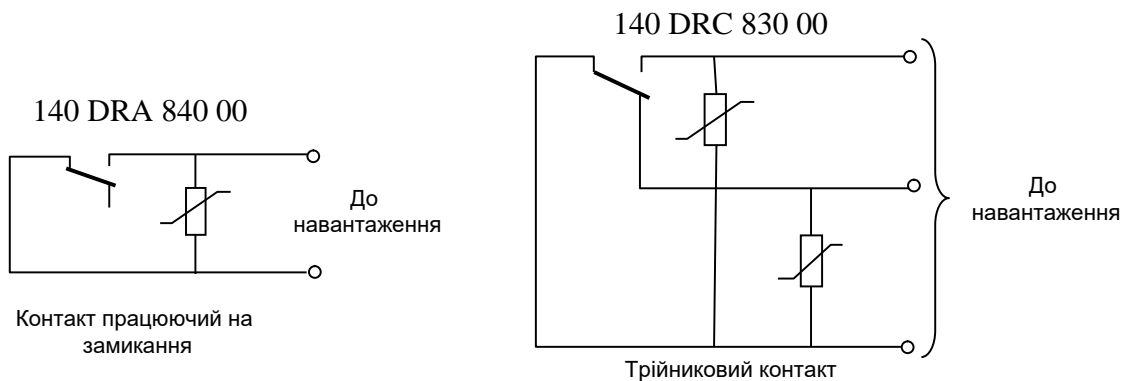 140 DRA 840 00
До
навантаження
Контакт працюючий на
замикання
140 DRC 830 00
До
навантаження
Трійниковий контакт